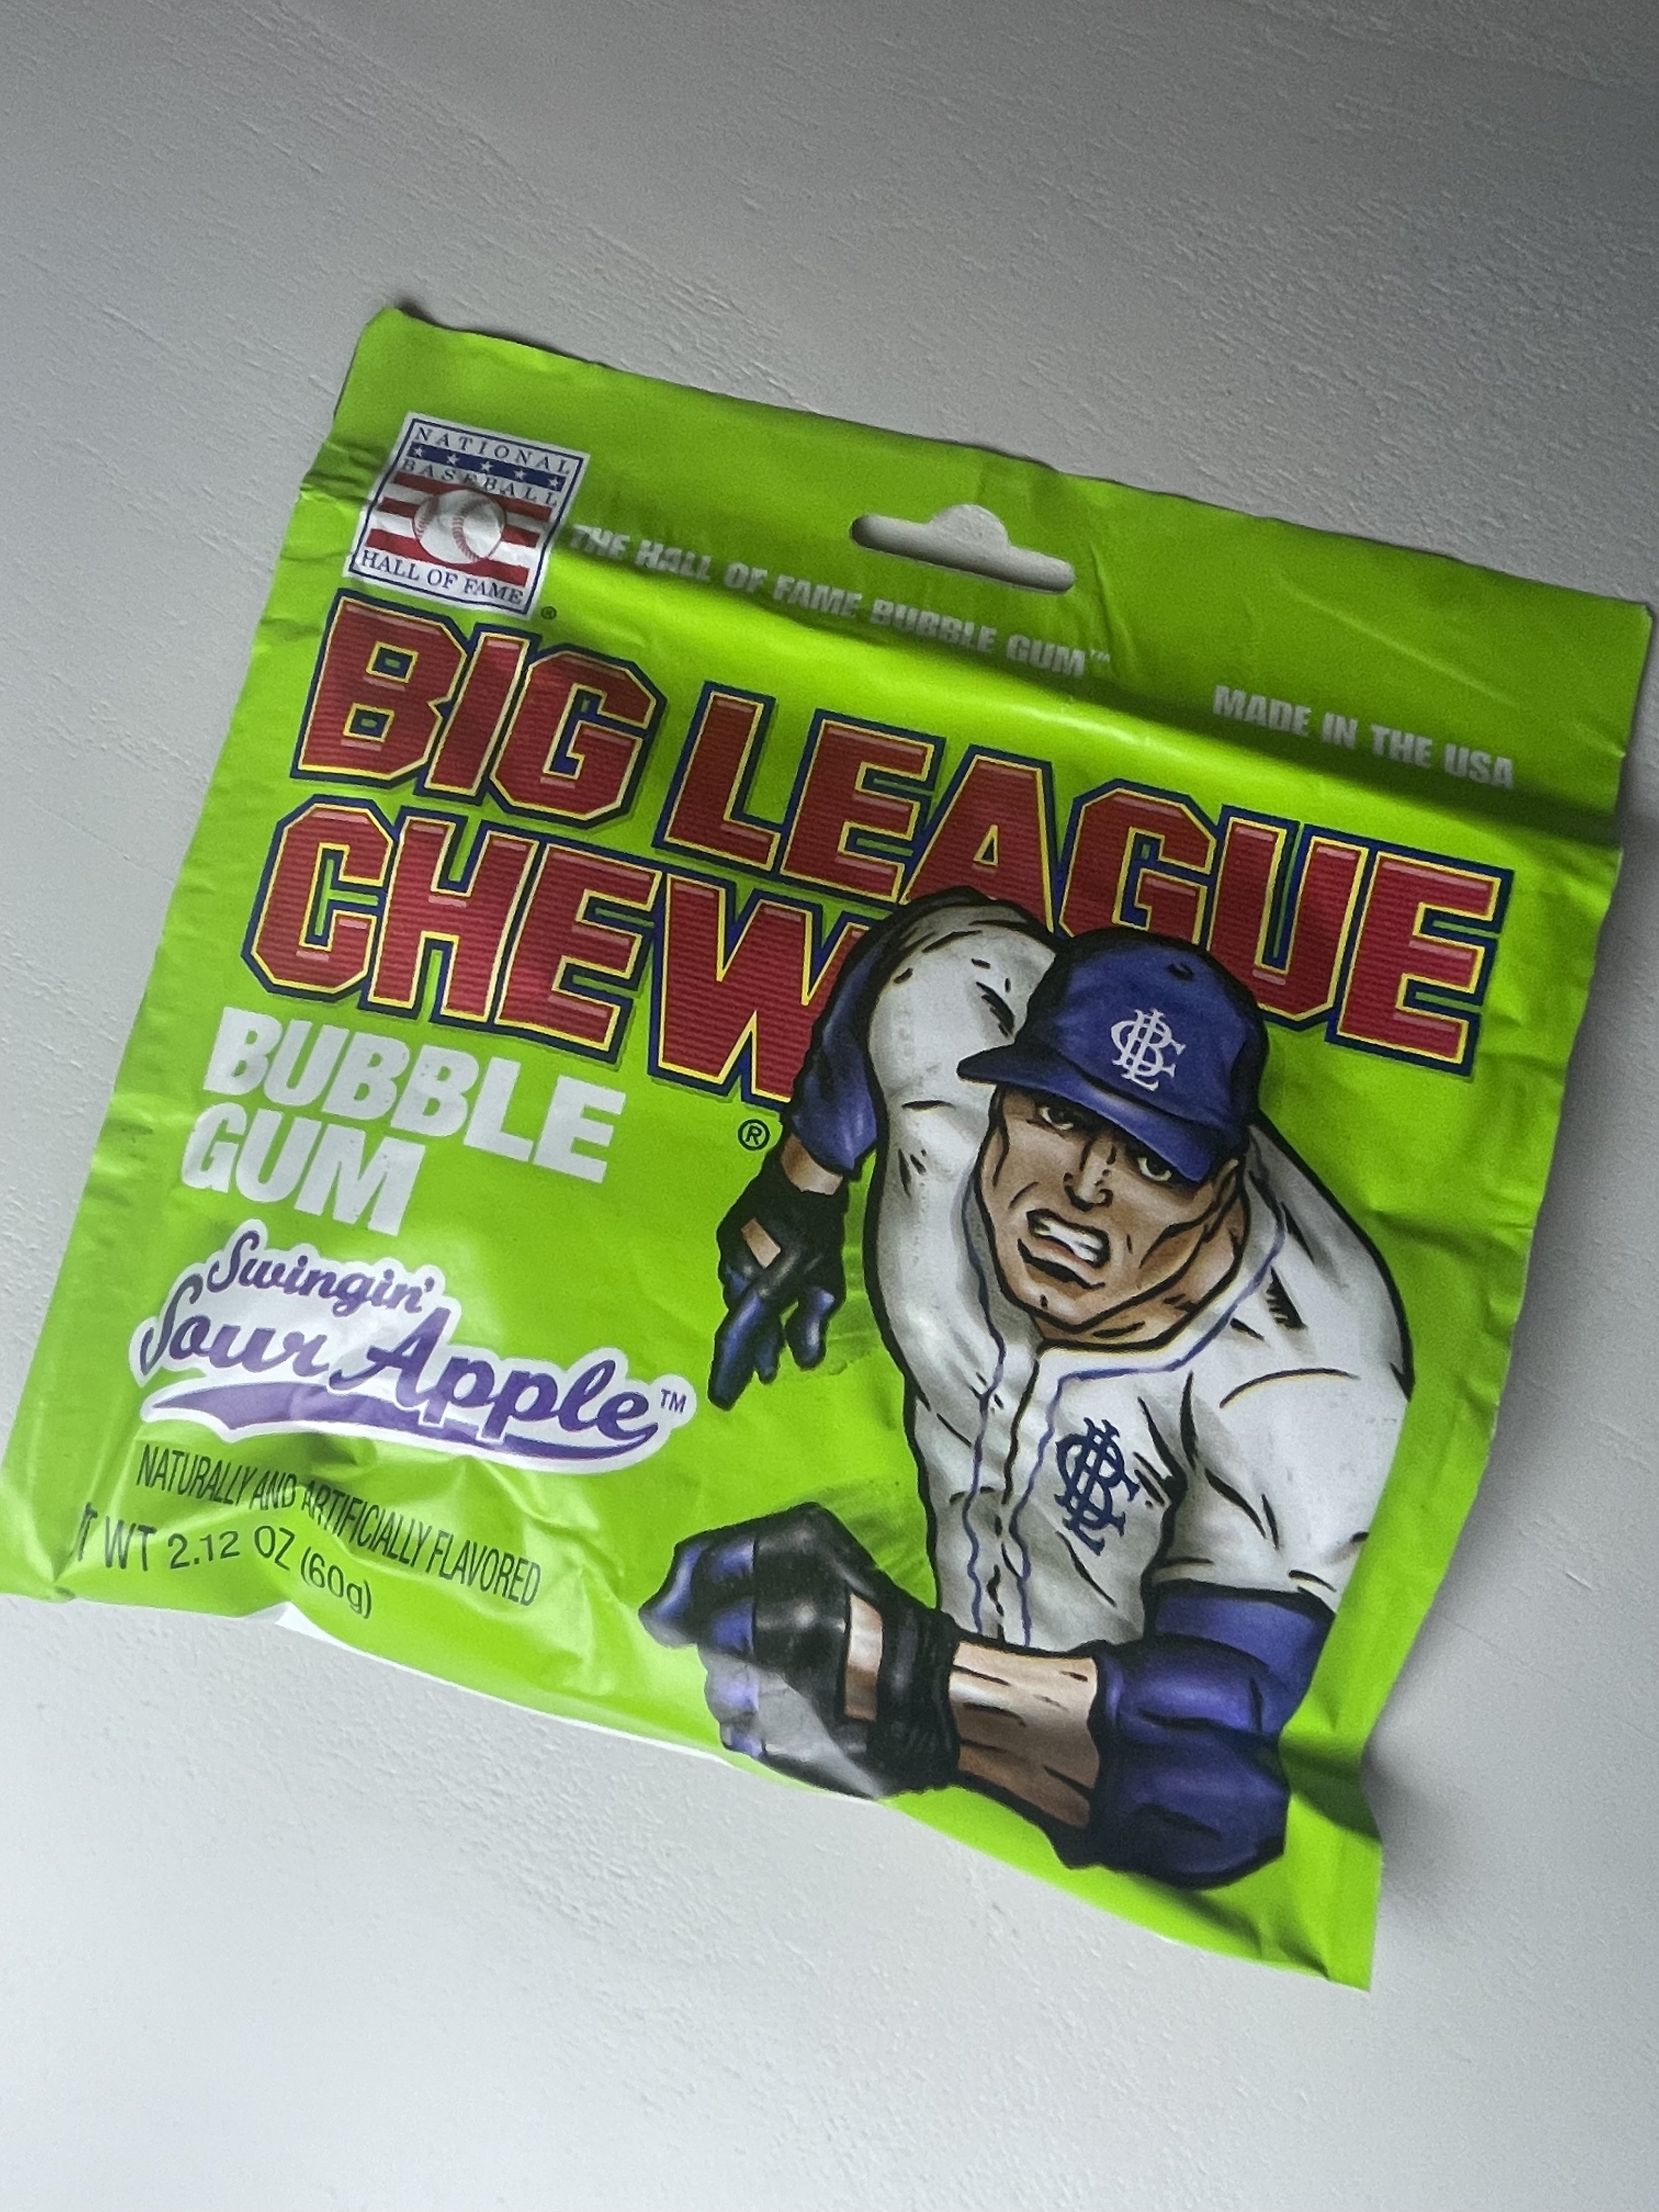 NATIONAL
BASEBALL
HALL OF FAME
®
THE HALL OF FAME BUBBLE GUM™
MADE IN THE USA
BIG LEAGUE
CHEW
®
BUBBLE
GUM
Swingin'
Sour Apple™
NATURALLY AND ARTIFICIALLY FLAVORED
WT 2.12 OZ (60g)